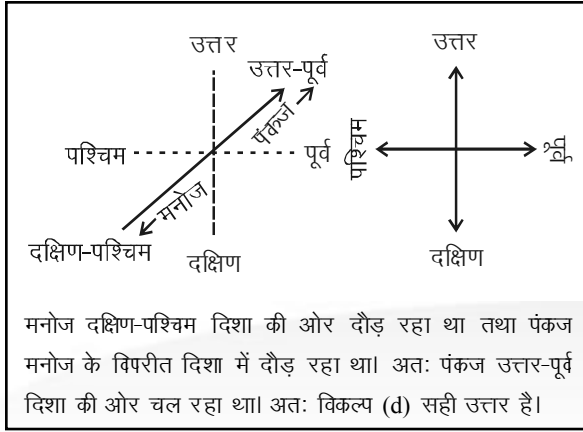 उत्तर
उत्तर-पूर्व
पंकज
पश्चिम
पूर्व
मनोज
दक्षिण-पश्चिम
दक्षिण
उत्तर
पश्चिम
पूर्व
दक्षिण
मनोज दक्षिण-पश्चिम दिशा की ओर दौड़ रहा था तथा पंकज
मनोज के विपरीत दिशा में दौड़ रहा था। अतः पंकज उत्तर-पूर्व
दिशा की ओर चल रहा था। अतः विकल्प (d) सही उत्तर है।